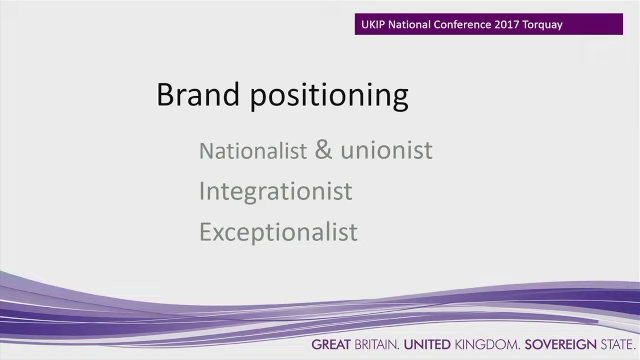 UKIP National Conference 2017 Torquay
Brand positioning
Nationalist & unionist
Integrationist
Exceptionalist
GREAT BRITAIN. UNITED KINGDOM. SOVEREIGN STATE.